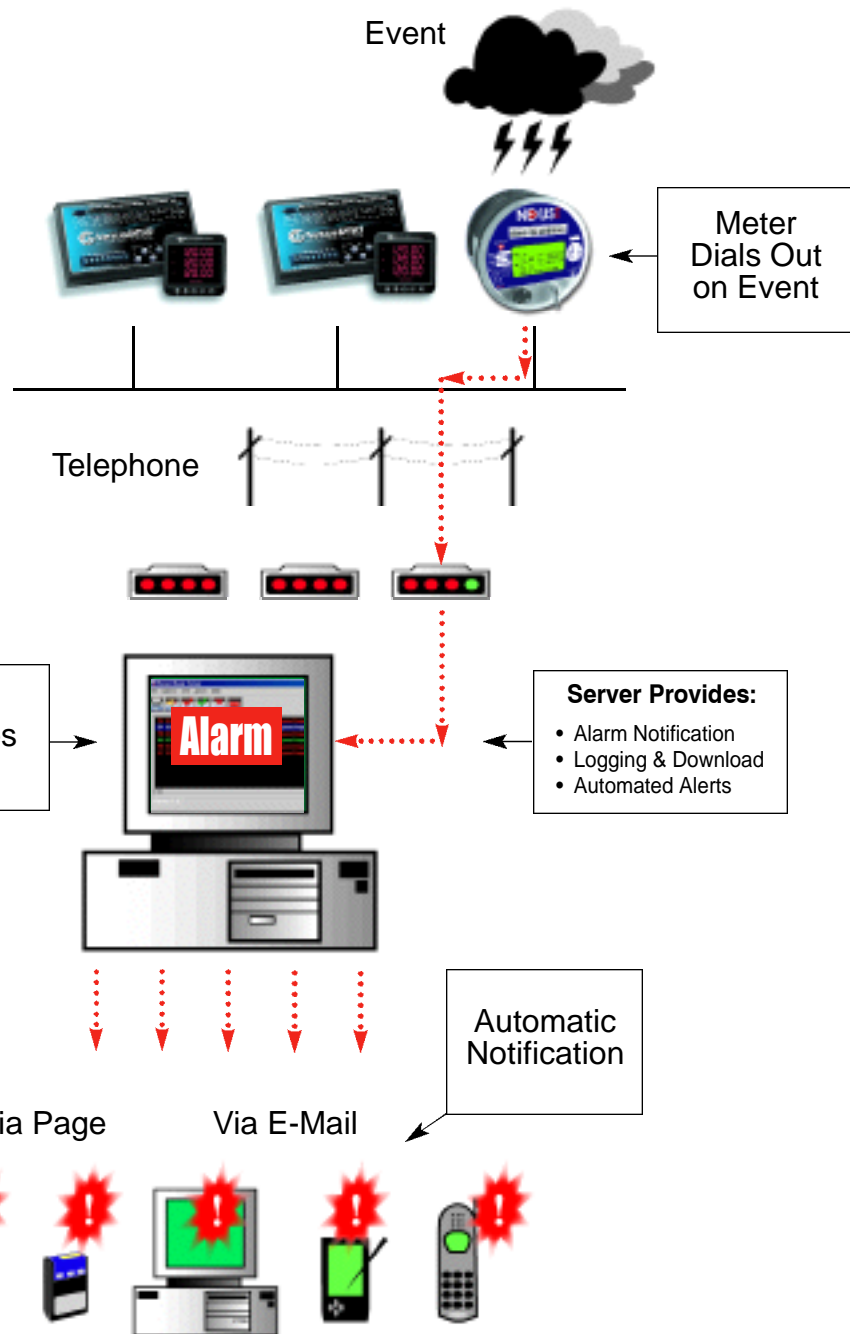 Event
Meter
Dials Out
on Event
Telephone
s
Alarm
Server Provides:
• Alarm Notification
• Logging & Download
• Automated Alerts
Automatic
Notification
ia Page
Via E-Mail